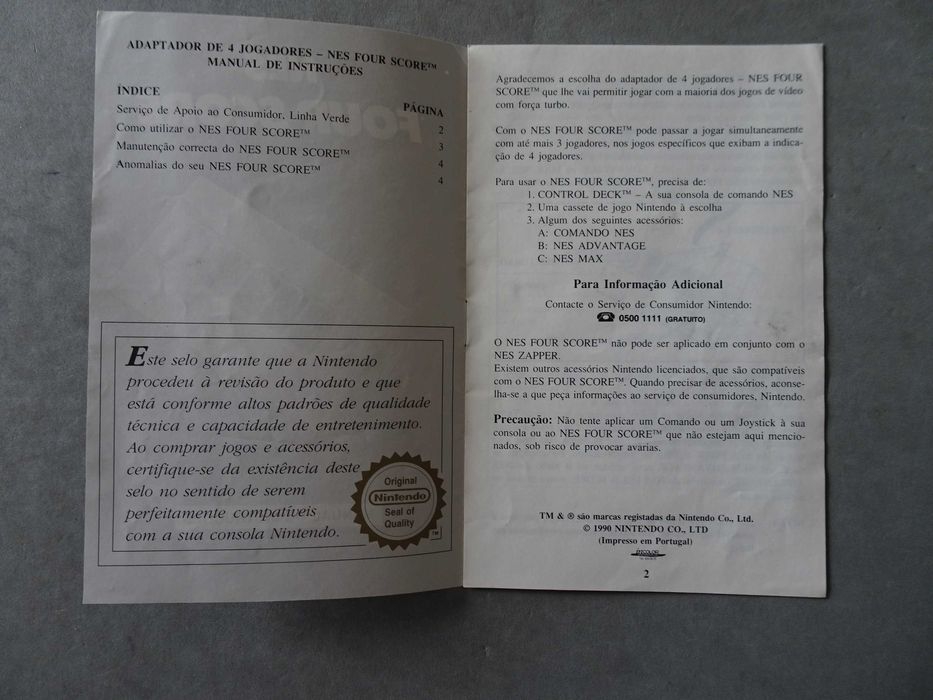 ADAPTADOR DE 4 JOGADORES – NES FOUR SCORE™
MANUAL DE INSTRUÇÕES
ÍNDICE
PÁGINA
Serviço de Apoio ao Consumidor, Linha Verde 2
Como utilizar o NES FOUR SCORE™ 3
Manutenção correcta do NES FOUR SCORE™ 4
Anomalias do seu NES FOUR SCORE™ 4
Este selo garante que a Nintendo
procedeu à revisão do produto e que
está conforme altos padrões de qualidade
técnica e capacidade de entretenimento.
Ao comprar jogos e acessórios,
certifique-se da existência deste
selo no sentido de serem
perfeitamente compatíveis
com a sua consola Nintendo.
Original
Nintendo
Seal of
Quality
TM
Agradecemos a escolha do adaptador de 4 jogadores – NES FOUR
SCORE™ que lhe vai permitir jogar com a maioria dos jogos de vídeo
com força turbo.
Com o NES FOUR SCORE™ pode passar a jogar simultaneamente
com até mais 3 jogadores, nos jogos específicos que exibam a indica-
ção de 4 jogadores.
Para usar o NES FOUR SCORE™, precisa de:
1. CONTROL DECK™ – A sua consola de comando NES
2. Uma cassete de jogo Nintendo à escolha
3. Algum dos seguintes acessórios:
A: COMANDO NES
B: NES ADVANTAGE
C: NES MAX
Para Informação Adicional
Contacte o Serviço de Consumidor Nintendo:
☎ 0500 1111 (GRATUITO)
O NES FOUR SCORE™ não pode ser aplicado em conjunto com o
NES ZAPPER.
Existem outros acessórios Nintendo licenciados, que são compatíveis
com o NES FOUR SCORE™. Quando precisar de acessórios, aconse-
lha-se a que peça informações ao serviço de consumidores, Nintendo.
Precaução: Não tente aplicar um Comando ou um Joystick à sua
consola ou ao NES FOUR SCORE™ que não estejam aqui mencio-
nados, sob risco de provocar avarias.
TM & ® são marcas registadas da Nintendo Co., Ltd.
© 1990 NINTENDO CO., LTD
(Impresso em Portugal)
2